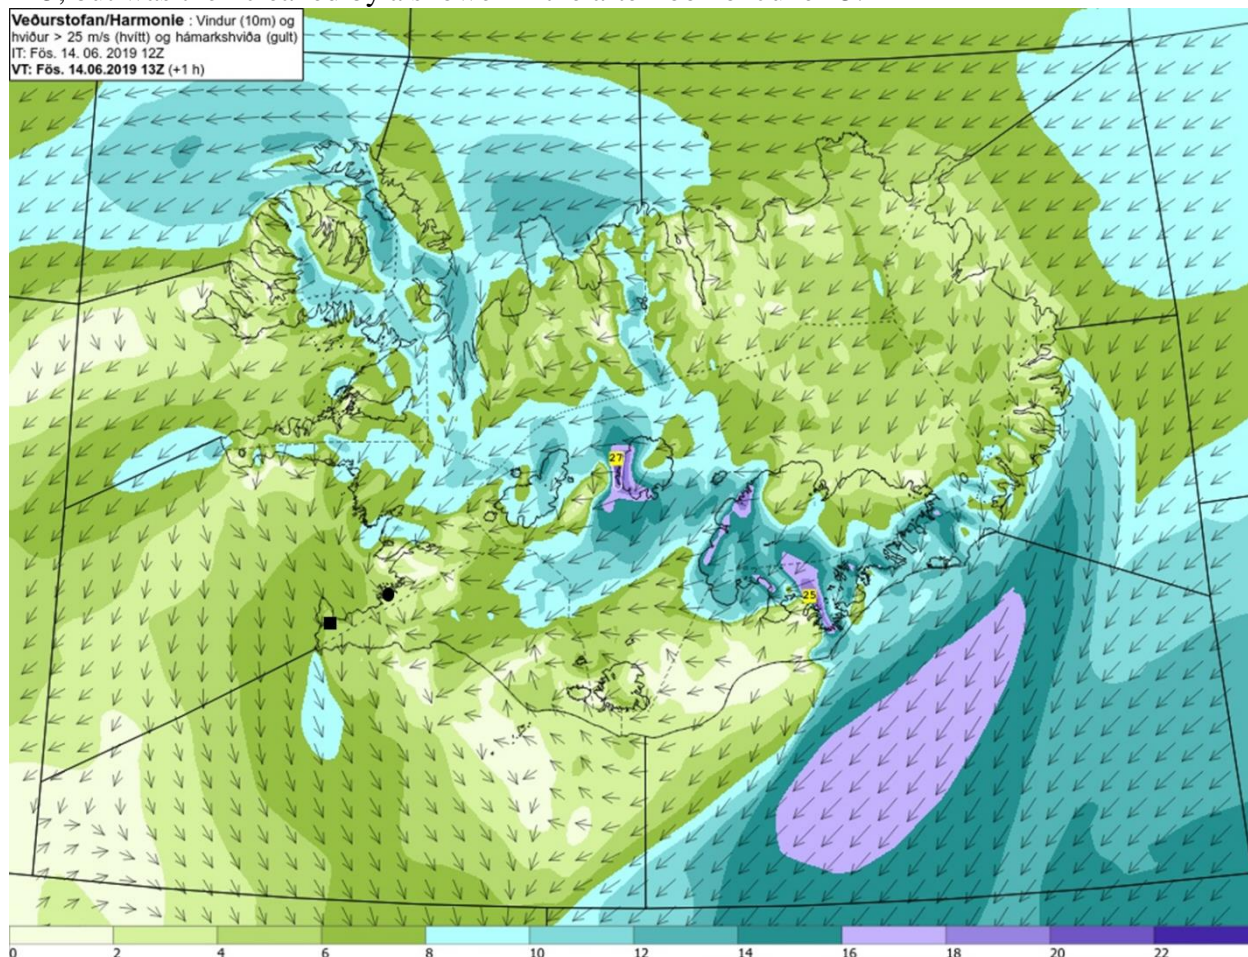 Veðurstofan/Harmonie : Vindur (10m) og
hviður > 25 m/s (hvítt) og hámarkshviða (gult)
IT: Fös. 14. 06. 2019 12Z
VT: Fös. 14.06.2019 13Z (+1 h)
27
25
0 2 4 6 8 10 12 14 16 18 20 22